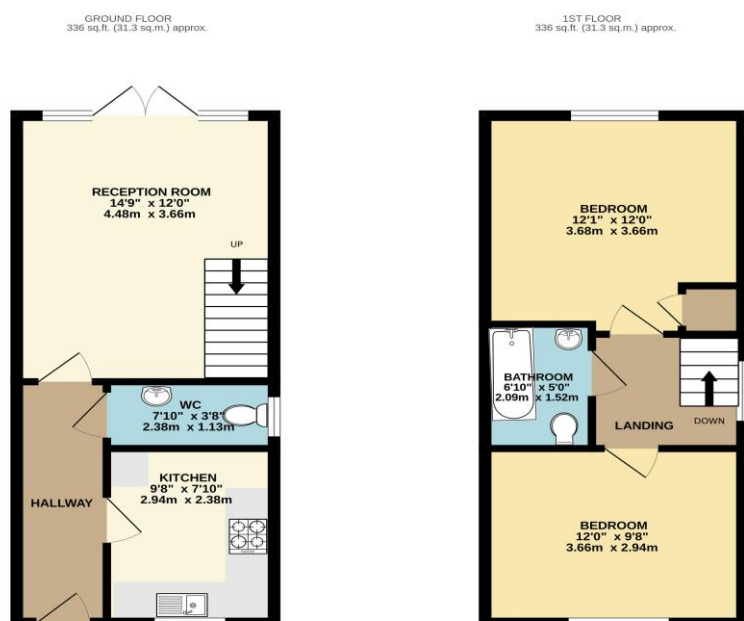 GROUND FLOOR
336 sq.ft. (31.3 sq.m.) approx.
RECEPTION ROOM
14'9" x 12'0"
4.48m x 3.66m
UP
WC
7'10" x 3'8"
2.38m x 1.13m
KITCHEN
9'8" x 7'10"
2.94m x 2.38m
HALLWAY
1ST FLOOR
336 sq.ft. (31.3 sq.m.) approx.
BEDROOM
12'1" x 12'0"
3.68m x 3.66m
BATHROOM
6'10" x 5'0"
2.09m x 1.52m
DOWN
LANDING
BEDROOM
12'0" x 9'8"
3.66m x 2.94m